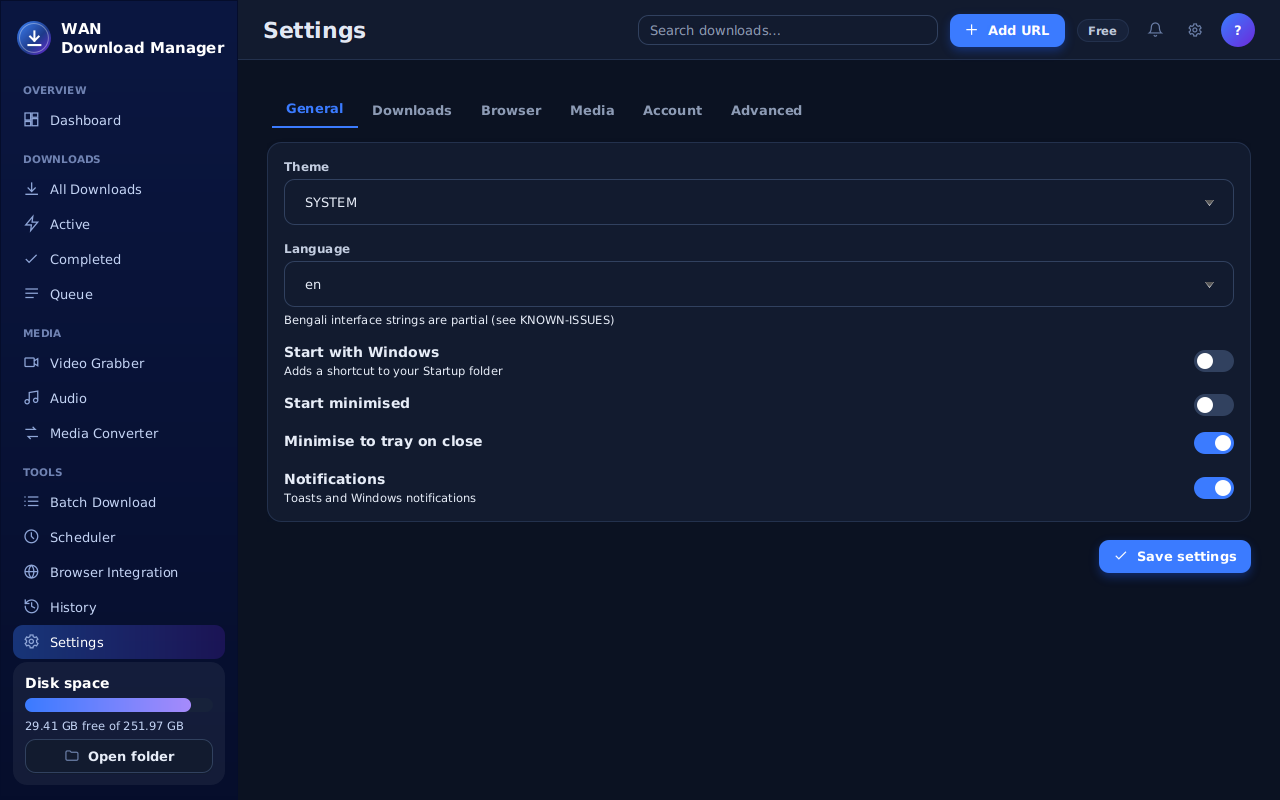 WAN
Download Manager
OVERVIEW
Dashboard
DOWNLOADS
All Downloads
Active
Completed
Queue
MEDIA
Video Grabber
Audio
Media Converter
TOOLS
Batch Download
Scheduler
Browser Integration
History
Settings
Disk space
29.41 GB free of 251.97 GB
Open folder
Settings
Search downloads...
Add URL
Free
?
General Downloads Browser Media Account Advanced
Theme
SYSTEM
Language
en
Bengali interface strings are partial (see KNOWN-ISSUES)
Start with Windows
Adds a shortcut to your Startup folder
Start minimised
Minimise to tray on close
Notifications
Toasts and Windows notifications
Save settings